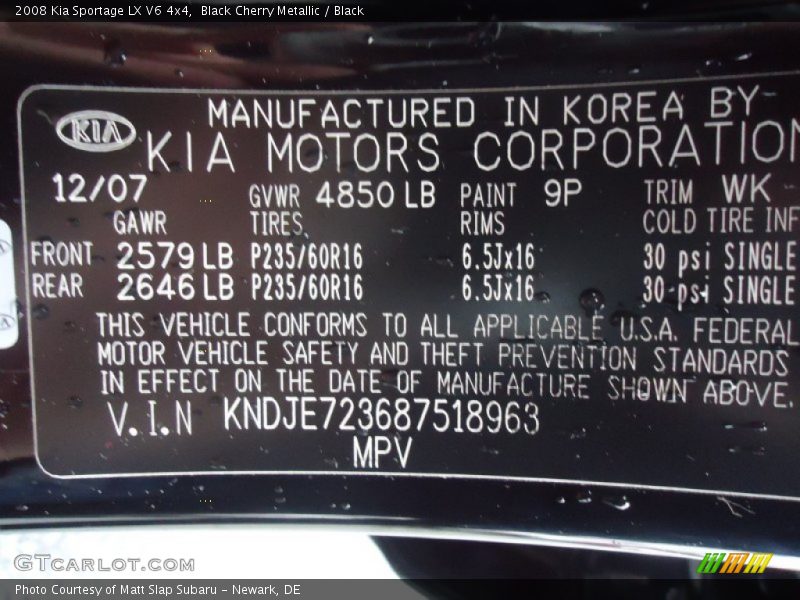 2008 Kia Sportage LX V6 4x4,  Black Cherry Metallic / Black
MANUFACTURED IN KOREA BY
KIA
KIA MOTORS CORPORATION
12/07 GVWR 4850 LB PAINT 9P TRIM WK
GAWR TIRES RIMS COLD TIRE INF
FRONT 2579 LB P235/60R16 6.5Jx16 30 psi SINGLE
REAR 2646 LB P235/60R16 6.5Jx16 30 psi SINGLE
THIS VEHICLE CONFORMS TO ALL APPLICABLE U.S.A. FEDERAL
MOTOR VEHICLE SAFETY AND THEFT PREVENTION STANDARDS
IN EFFECT ON THE DATE OF MANUFACTURE SHOWN ABOVE.
V.I.N KNDJE723687518963
MPV
GTCARLOT.COM
Photo Courtesy of Matt Slap Subaru - Newark, DE